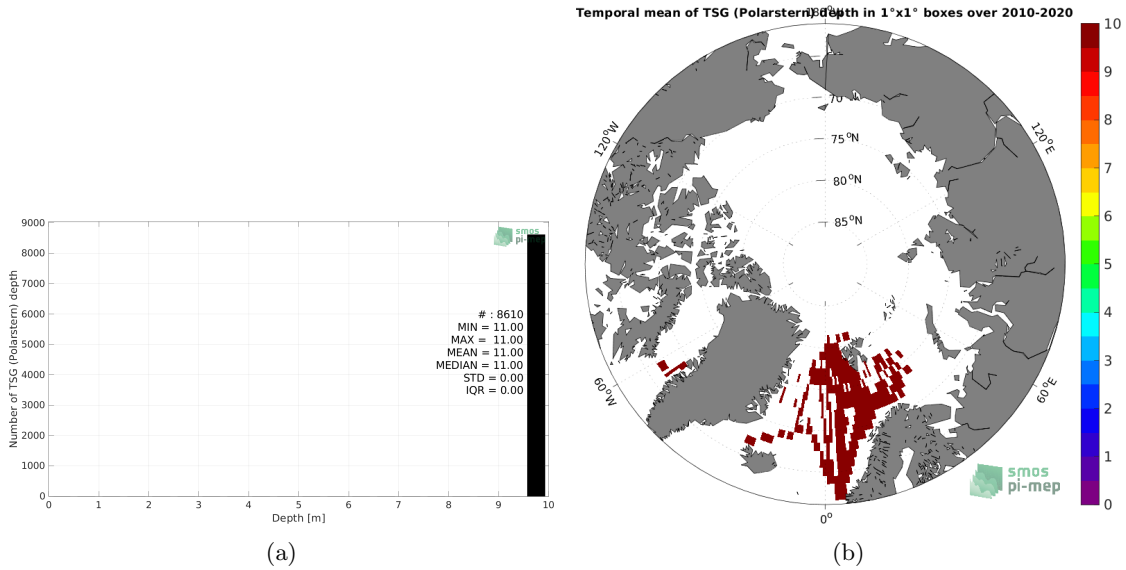 9000
8000
7000
6000
5000
4000
3000
2000
1000
0
Number of TSG (Polarstern) depth
smos
pi-mep
# : 8610
MIN = 11.00
MAX = 11.00
MEAN = 11.00
MEDIAN = 11.00
STD = 0.00
IQR = 0.00
0 1 2 3 4 5 6 7 8 9 10
Depth [m]
(a)
Temporal mean of TSG (Polarstern) depth in 1°x1° boxes over 2010-2020
120°W
120°E
70
75°N
80°N
85°N
60°W
60°E
0°
smos
pi-mep
10
9
8
7
6
5
4
3
2
1
0
(b)